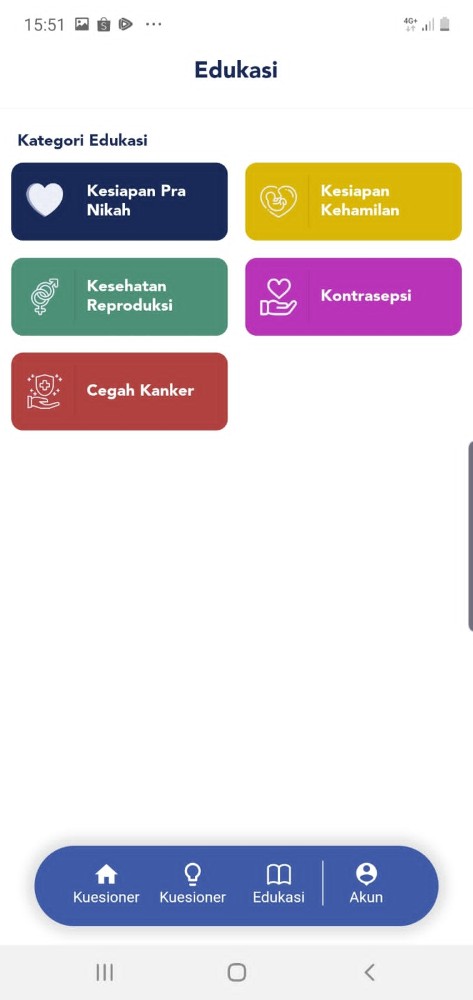 15:51
4G+
Edukasi
Kategori Edukasi
Kesiapan Pra
Nikah
Kesiapan
Kehamilan
Kesehatan
Reproduksi
Kontrasepsi
Cegah Kanker
Kuesioner
Kuesioner
Edukasi
Akun